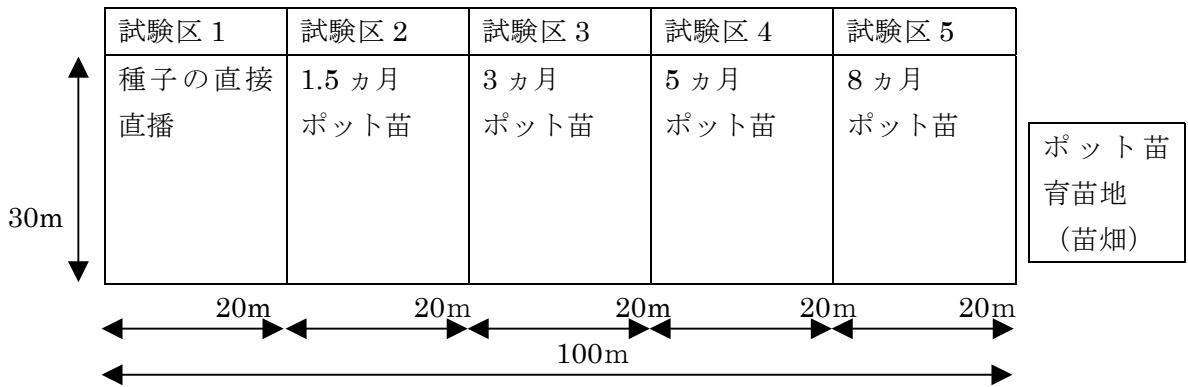 試験区 1 試験区 2 試験区 3 試験区 4 試験区 5
種子の直接 1.5 ヵ月 3 ヵ月 5 ヵ月 8 ヵ月
直播 ポット苗 ポット苗 ポット苗 ポット苗
ポット苗
育苗地
（苗畑）
30m
20m 20m 20m 20m 20m
100m